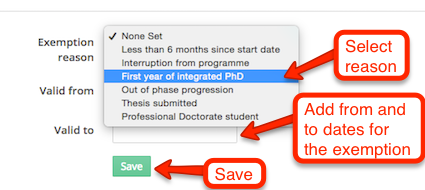 ✓ None Set
Exemption
reason
Less than 6 months since start date
Interruption from programme
First year of integrated PhD
Out of phase progression
Thesis submitted
Professional Doctorate student
Select
reason
Valid from
Valid to
Add from and
to dates for
the exemption
Save
Save